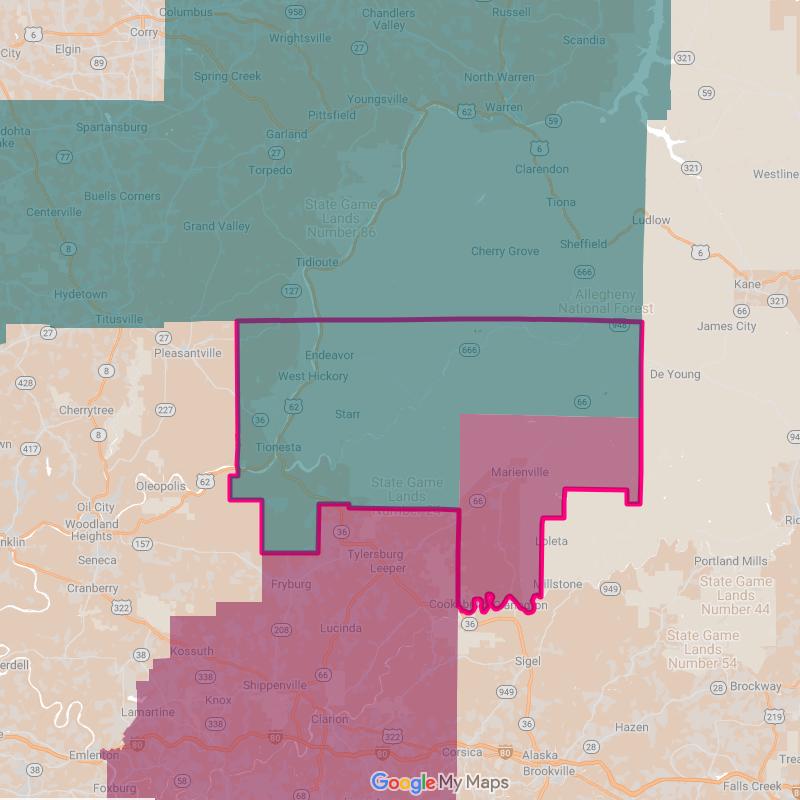 Columbus
958
Chandlers
Valley
Russell
6
Corry
Wrightsville
Scandia
City
Elgin
27
321
89
Spring Creek
North Warren
59
Youngsville
Pittsfield
62
Warren
59
Spartansburg
Garland
6
77
27
Torpedo
Clarendon
321
Westline
Buells Corners
State Game
Lands
Number 86
Tiona
Centerville
Grand Valley
Ludlow
8
Cherry Grove
Sheffield
6
Tidioute
666
Kane
Hydetown
127
Allegheny
National Forest
66
321
Titusville
948
James City
27
27
Pleasantville
Endeavor
666
8
West Hickory
De Young
428
62
66
Cherrytree
227
36
Starr
8
417
Tionesta
Marienville
Oleopolis
62
State Game
Lands
66
Oil City
Woodland
Heights
36
157
Tylersburg
Loleta
Seneca
Leeper
Portland Mills
Cranberry
Fryburg
Millstone
949
State Game
Lands
Number 44
322
36
208
Lucinda
State Game
Lands
Number 54
38
Kossuth
Sigel
338
66
Shippenville
949
28
Brockway
Knox
Lamartine
338
Clarion
36
219
Hazen
322
28
Emlenton
80
80
Corsica
80
Alaska
38
Brookville
58
68
Falls Creek
Foxburg
Google My Maps